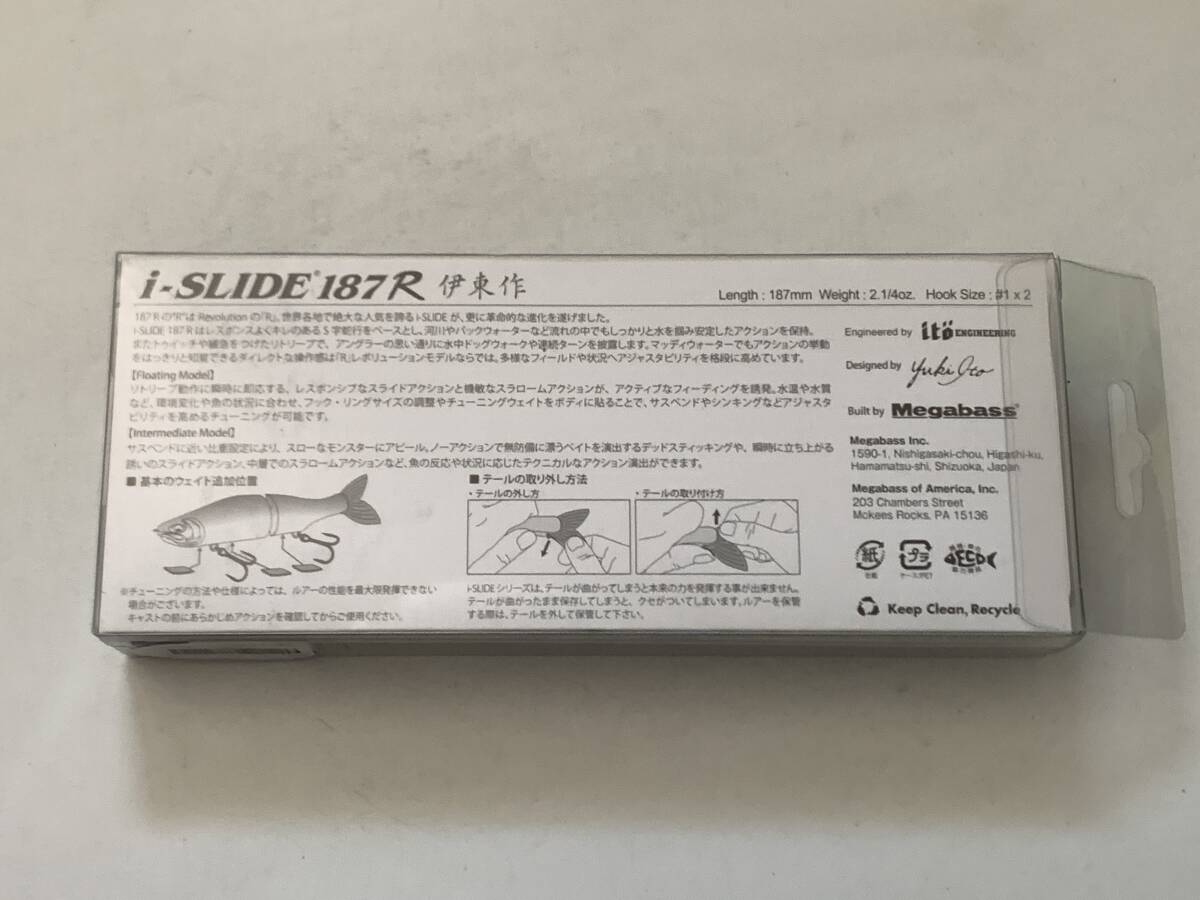 i-SLIDE® 187R 伊東作
Length : 187mm Weight : 2.1/4oz. Hook Size : #1 x 2
187 Rの"R"は Revolutionの「R」。世界各地で絶大な人気を誇るi-SLIDEが、更に革命的な進化を遂げました。
i-SLIDE 187 Rはレスポンスよくキレのある S 字蛇行をベースとし、河川やバックウォーターなど流れの中でもしっかりと水を掴み安定したアクションを保持。
またトゥイッチや緩急をつけたリトリーブで、アングラーの思い通りに水中ドッグウォークや連続ターンを披露します。マッディウォーターでもアクションの挙動
をはっきりと知覚できるダイレクトな操作感は「R」レボリューションモデルならでは。多様なフィールドや状況へアジャスタビリティを格段に高めています。
【Floating Model】
リトリーブ動作に瞬時に即応する、レスポンシブなスライドアクションと機敏なスラロームアクションが、アクティブなフィーディングを誘発。水温や水質
など、環境変化や魚の状況に合わせ、フック・リングサイズの調整やチューニングウェイトをボディに貼ることで、サスペンドやシンキングなどアジャスタ
ビリティを高めるチューニングが可能です。
【Intermediate Model】
サスペンドに近い比重設定により、スローなモンスターにアピール。ノーアクションで無防備に漂うベイトを演出するデッドスティッキングや、瞬時に立ち上がる
誘いのスライドアクション、中層でのスラロームアクションなど、魚の反応や状況に応じたテクニカルなアクション演出ができます。
■ 基本のウェイト追加位置
※チューニングの方法や仕様によっては、ルアーの性能を最大限発揮できない
場合がございます。
キャストの前にあらかじめアクションを確認してからご使用ください。
■ テールの取り外し方法
・テールの外し方
・テールの取り付け方
i-SLIDE シリーズは、テールが曲がってしまうと本来の力を発揮する事が出来ません。
テールが曲がったまま保存してしまうと、クセがついてしまいます。ルアーを保管
する際は、テールを外して保管して下さい。
Engineered by itö ENGINEERING
Designed by Yuki Ito
Built by Megabass®
Megabass Inc.
1590-1, Nishigasaki-chou, Higashi-ku,
Hamamatsu-shi, Shizuoka, Japan
Megabass of America, Inc.
203 Chambers Street
Mckees Rocks, PA 15136
紙
プラ
台紙
ケース:PET
Keep Clean, Recycle